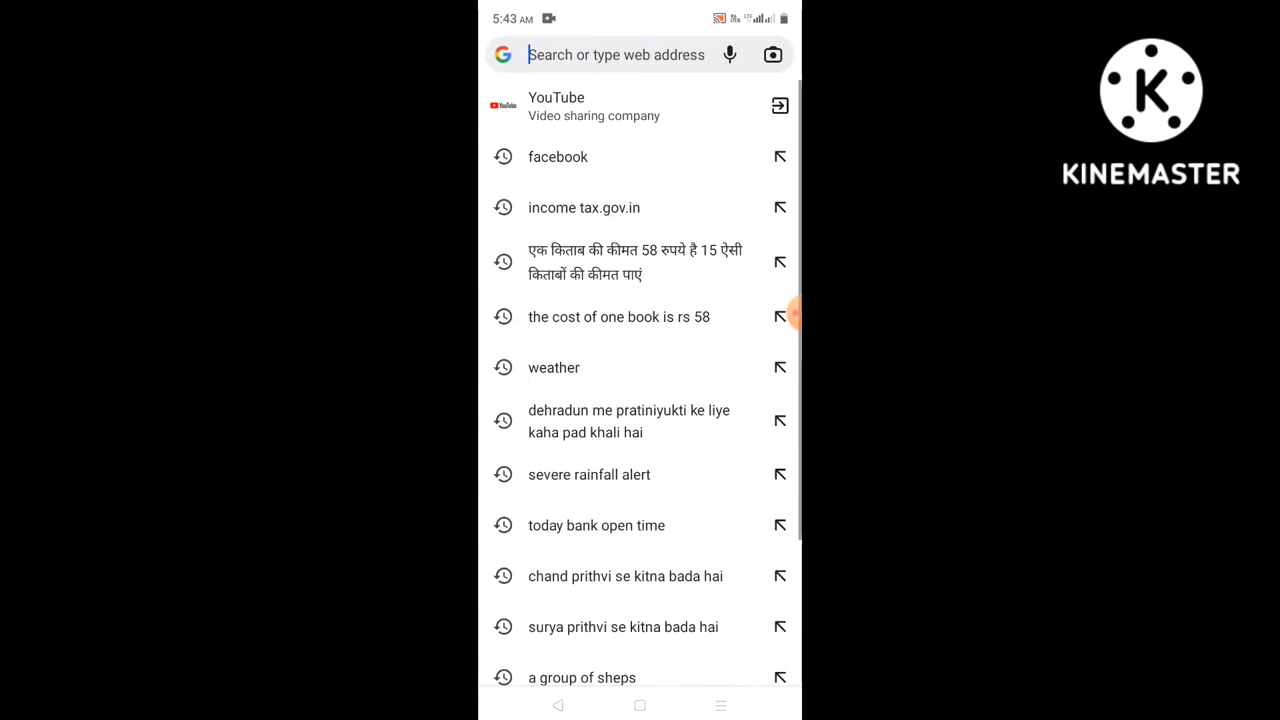 5:43 AM
Search or type web address
YouTube
Video sharing company
facebook
income tax.gov.in
एक किताब की कीमत 58 रुपये है 15 ऐसी
किताबों की कीमत पाएं
the cost of one book is rs 58
weather
dehradun me pratiniyukti ke liye
kaha pad khali hai
severe rainfall alert
today bank open time
chand prithvi se kitna bada hai
surya prithvi se kitna bada hai
a group of sheps
K
KINEMASTER